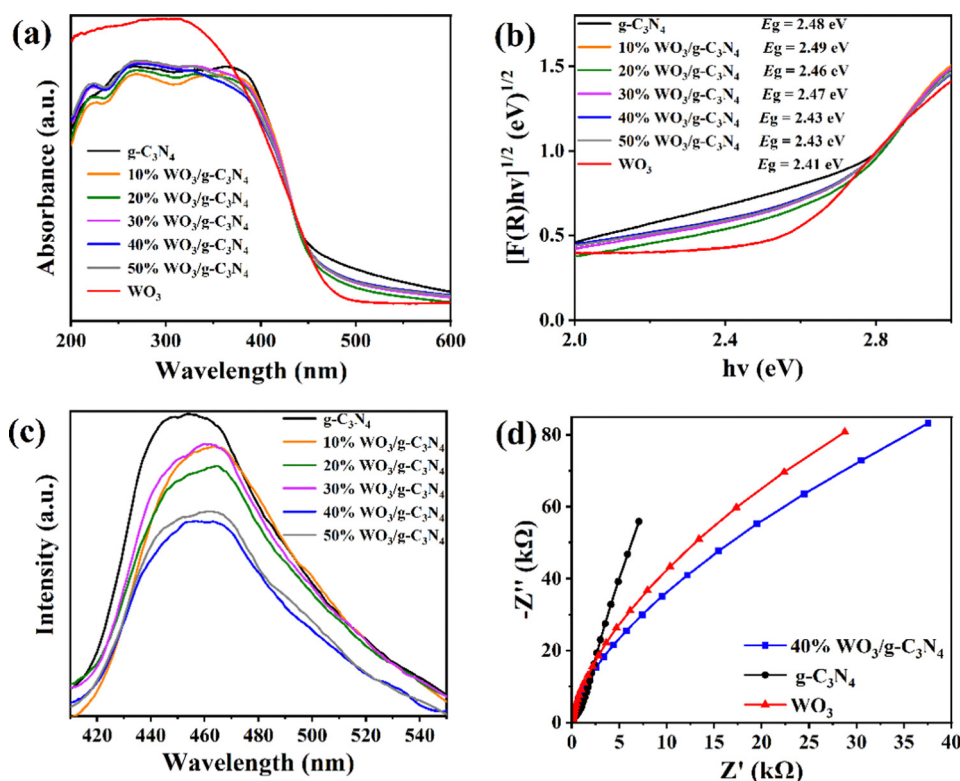 (a)
Absorbance (a.u.)
g-C₃N₄
10% WO₃/g-C₃N₄
20% WO₃/g-C₃N₄
30% WO₃/g-C₃N₄
40% WO₃/g-C₃N₄
50% WO₃/g-C₃N₄
WO₃
200 300 400 500 600
Wavelength (nm)
(b)
[F(R)hv]^1/2 (eV)^1/2
g-C₃N₄ Eg = 2.48 eV
10% WO₃/g-C₃N₄ Eg = 2.49 eV
20% WO₃/g-C₃N₄ Eg = 2.46 eV
30% WO₃/g-C₃N₄ Eg = 2.47 eV
40% WO₃/g-C₃N₄ Eg = 2.43 eV
50% WO₃/g-C₃N₄ Eg = 2.43 eV
WO₃ Eg = 2.41 eV
1.5
1.0
0.5
0.0
2.0 2.4 2.8
hv (eV)
(c)
Intensity (a.u.)
g-C₃N₄
10% WO₃/g-C₃N₄
20% WO₃/g-C₃N₄
30% WO₃/g-C₃N₄
40% WO₃/g-C₃N₄
50% WO₃/g-C₃N₄
420 440 460 480 500 520 540
Wavelength (nm)
(d)
-Z'' (kΩ)
80
60
40
20
0
40% WO₃/g-C₃N₄
g-C₃N₄
WO₃
0 5 10 15 20 25 30 35 40
Z' (kΩ)